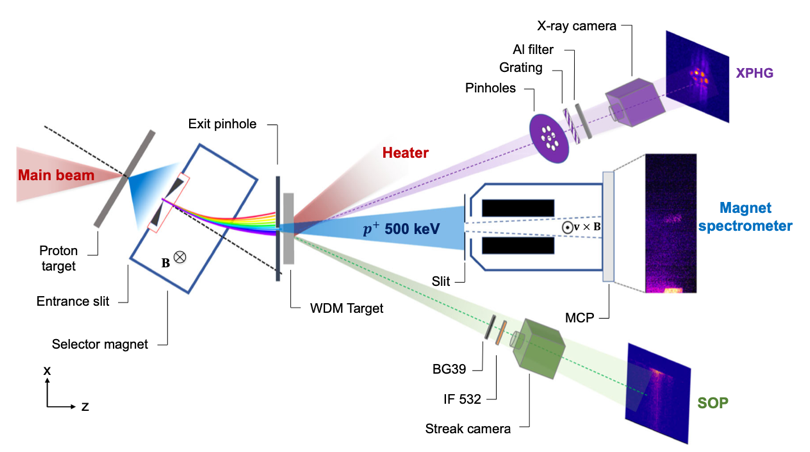 X-ray camera
Al filter
Grating
Pinholes
XPHG
Exit pinhole
Heater
Main beam
p⁺ 500 keV
Magnet
spectrometer
v × B
B
Proton
target
Entrance slit
Selector magnet
WDM Target
Slit
MCP
BG39
IF 532
Streak camera
SOP
X
Z